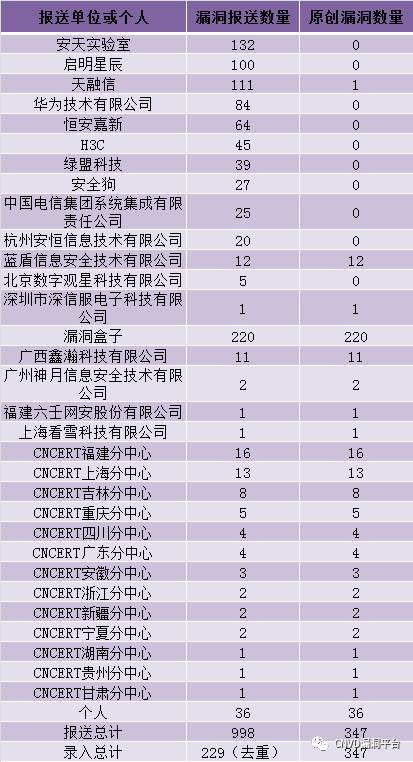 报送单位或个人 漏洞报送数量 原创漏洞数量
安天实验室 132 0
启明星辰 100 0
天融信 111 1
华为技术有限公司 84 0
恒安嘉新 64 0
H3C 45 0
绿盟科技 39 0
安全狗 27 0
中国电信集团系统集成有限
责任公司 25 0
杭州安恒信息技术有限公司 20 0
蓝盾信息安全技术有限公司 12 12
北京数字观星科技有限公司 5 0
深圳市深信服电子科技有限
公司 1 1
漏洞盒子 220 220
广西鑫瀚科技有限公司 11 11
广州神月信息安全技术有限
公司 2 2
福建六壬网安股份有限公司 1 1
上海看雪科技有限公司 1 1
CNCERT福建分中心 16 16
CNCERT上海分中心 13 13
CNCERT吉林分中心 8 8
CNCERT重庆分中心 5 5
CNCERT四川分中心 4 4
CNCERT广东分中心 4 4
CNCERT安徽分中心 3 3
CNCERT浙江分中心 2 2
CNCERT新疆分中心 2 2
CNCERT宁夏分中心 2 2
CNCERT湖南分中心 1 1
CNCERT贵州分中心 1 1
CNCERT甘肃分中心 1 1
个人 36 36
报送总计 998 347
录入总计 229（去重） 347
CNVD漏洞平台